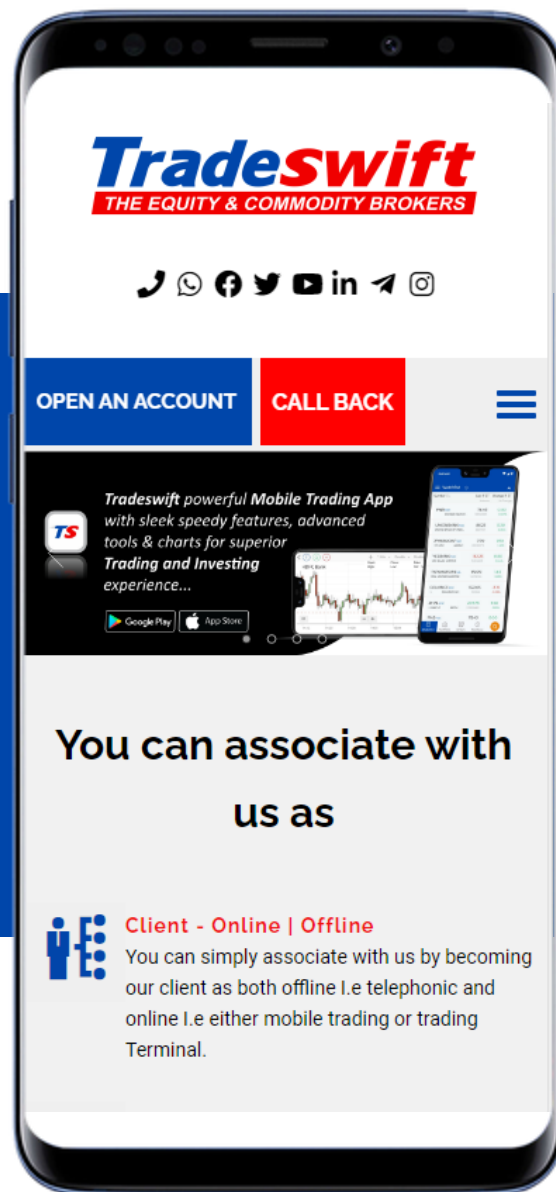 Tradeswift
THE EQUITY & COMMODITY BROKERS
OPEN AN ACCOUNT
CALL BACK
Tradeswift powerful Mobile Trading App
with sleek speedy features, advanced
tools & charts for superior
Trading and Investing
experience...
TS
Google Play
App Store
You can associate with
us as
Client - Online | Offline
You can simply associate with us by becoming
our client as both offline I.e telephonic and
online I.e either mobile trading or trading
Terminal.